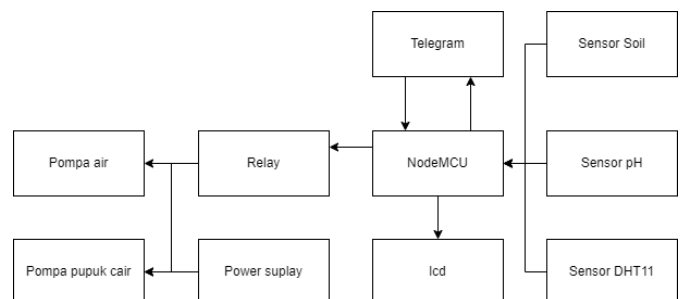 Telegram
Sensor Soil
Pompa air
Relay
NodeMCU
Sensor pH
Pompa pupuk cair
Power suplay
lcd
Sensor DHT11